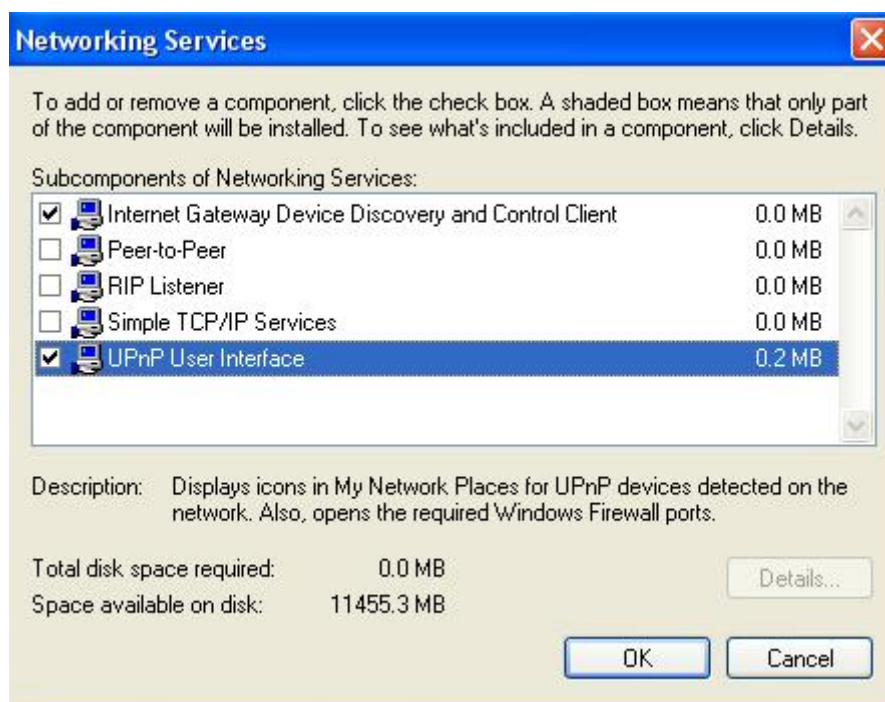 Networking Services
To add or remove a component, click the check box. A shaded box means that only part
of the component will be installed. To see what's included in a component, click Details.
Subcomponents of Networking Services:
Internet Gateway Device Discovery and Control Client 0.0 MB
Peer-to-Peer 0.0 MB
RIP Listener 0.0 MB
Simple TCP/IP Services 0.0 MB
UPnP User Interface 0.2 MB
Description: Displays icons in My Network Places for UPnP devices detected on the
network. Also, opens the required Windows Firewall ports.
Total disk space required: 0.0 MB
Details...
Space available on disk: 11455.3 MB
OK Cancel